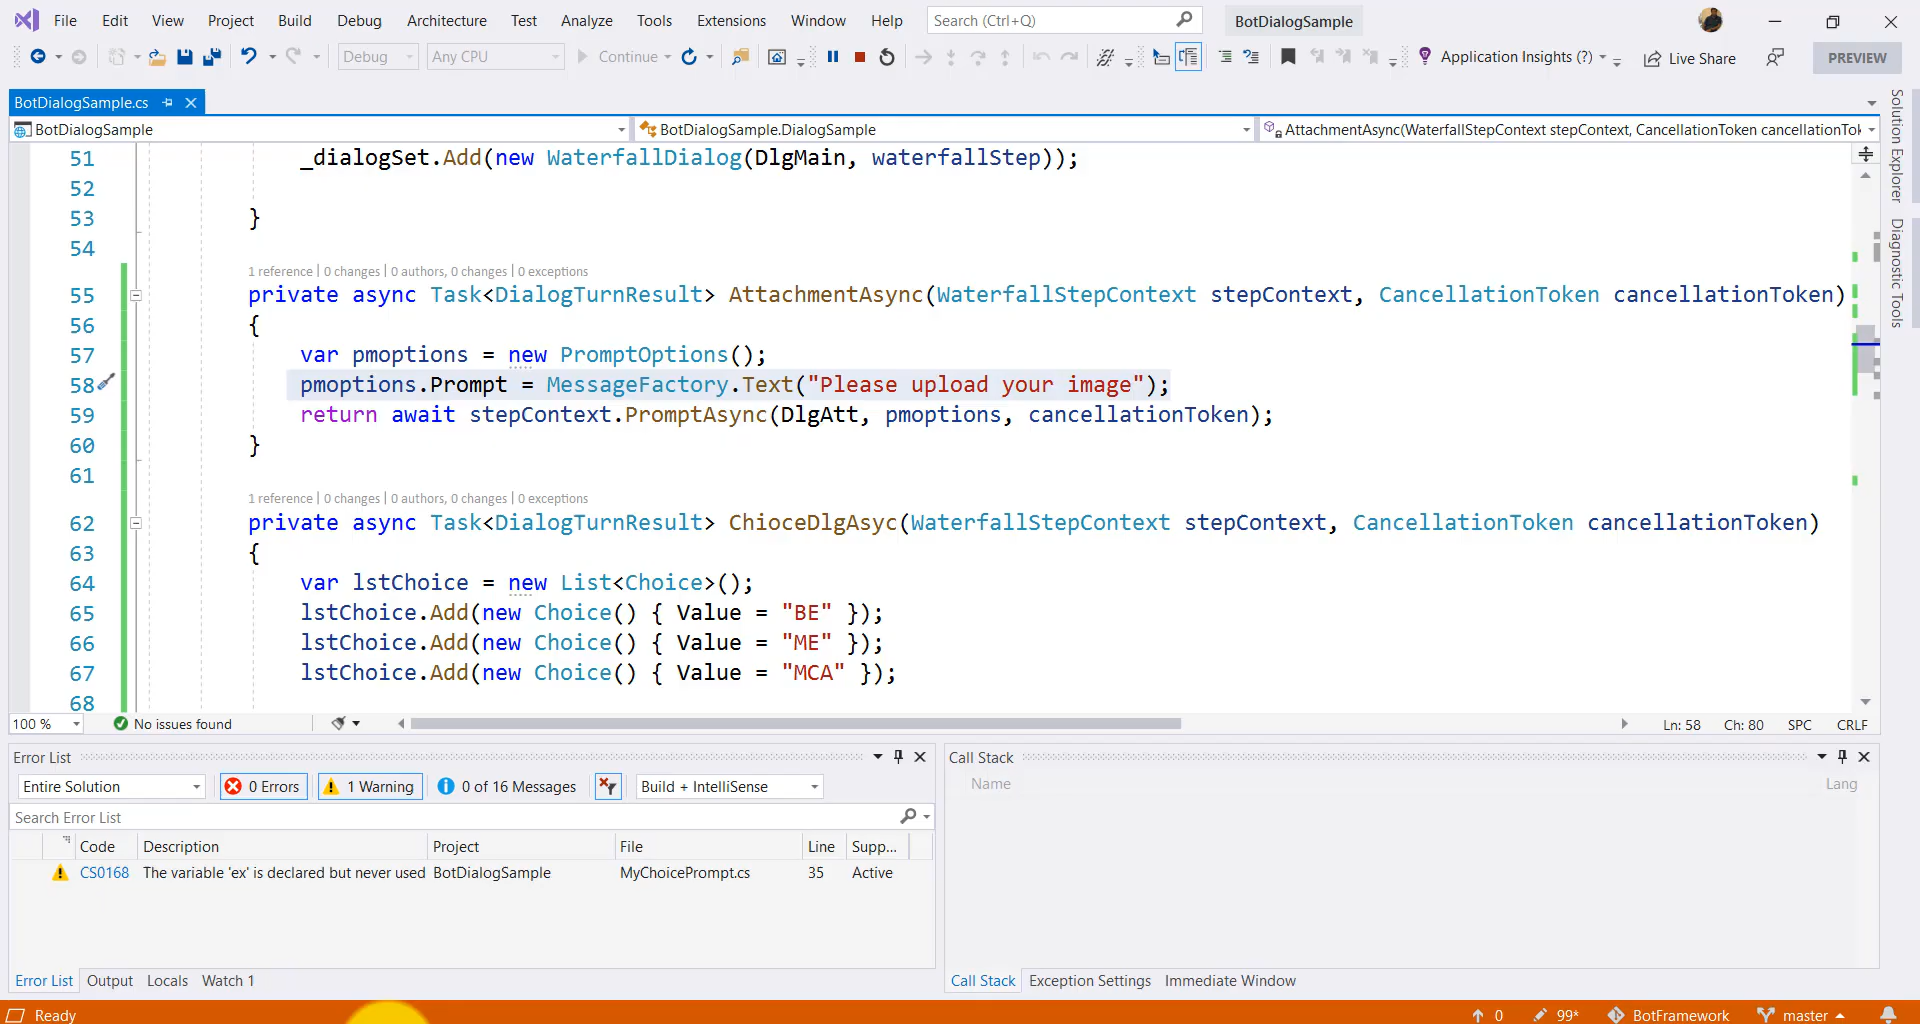 File Edit View Project Build Debug Architecture Test Analyze Tools Extensions Window Help Search (Ctrl+Q) BotDialogSample
Debug Any CPU Continue Application Insights (?) Live Share PREVIEW
BotDialogSample.cs
BotDialogSample BotDialogSample.DialogSample AttachmentAsync(WaterfallStepContext stepContext, CancellationToken cancellationTok
51 _dialogSet.Add(new WaterfallDialog(DlgMain, waterfallStep));
52
53 }
54
1 reference | 0 changes | 0 authors, 0 changes | 0 exceptions
55 private async Task<DialogTurnResult> AttachmentAsync(WaterfallStepContext stepContext, CancellationToken cancellationToken)
56 {
57 var pmoptions = new PromptOptions();
58 pmoptions.Prompt = MessageFactory.Text("Please upload your image");
59 return await stepContext.PromptAsync(DlgAtt, pmoptions, cancellationToken);
60 }
61
1 reference | 0 changes | 0 authors, 0 changes | 0 exceptions
62 private async Task<DialogTurnResult> ChioceDlgAsyc(WaterfallStepContext stepContext, CancellationToken cancellationToken)
63 {
64 var lstChoice = new List<Choice>();
65 lstChoice.Add(new Choice() { Value = "BE" });
66 lstChoice.Add(new Choice() { Value = "ME" });
67 lstChoice.Add(new Choice() { Value = "MCA" });
68
Solution Explorer
Diagnostic Tools
100 % No issues found Ln: 58 Ch: 80 SPC CRLF
Error List
Entire Solution 0 Errors 1 Warning 0 of 16 Messages Build + IntelliSense
Search Error List
Code Description Project File Line Supp...
CS0168 The variable 'ex' is declared but never used BotDialogSample MyChoicePrompt.cs 35 Active
Error List Output Locals Watch 1
Call Stack
Name Lang
Call Stack Exception Settings Immediate Window
Ready 0 99* BotFramework master